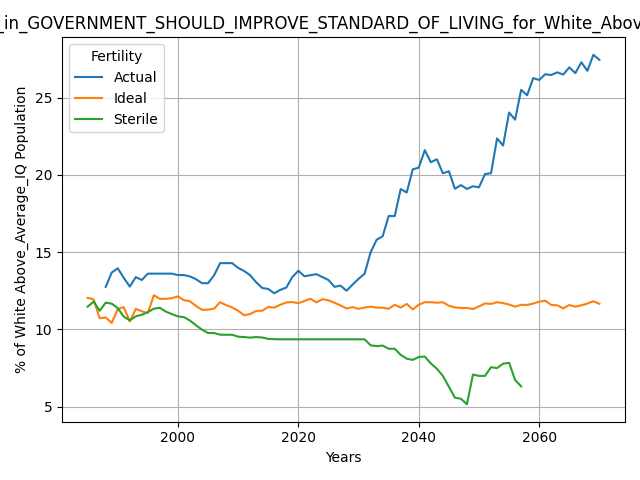 _in_GOVERNMENT_SHOULD_IMPROVE_STANDARD_OF_LIVING_for_White_Abov
Fertility
Actual
Ideal
Sterile
% of White Above_Average_IQ Population
25
20
15
10
5
2000 2020 2040 2060
Years